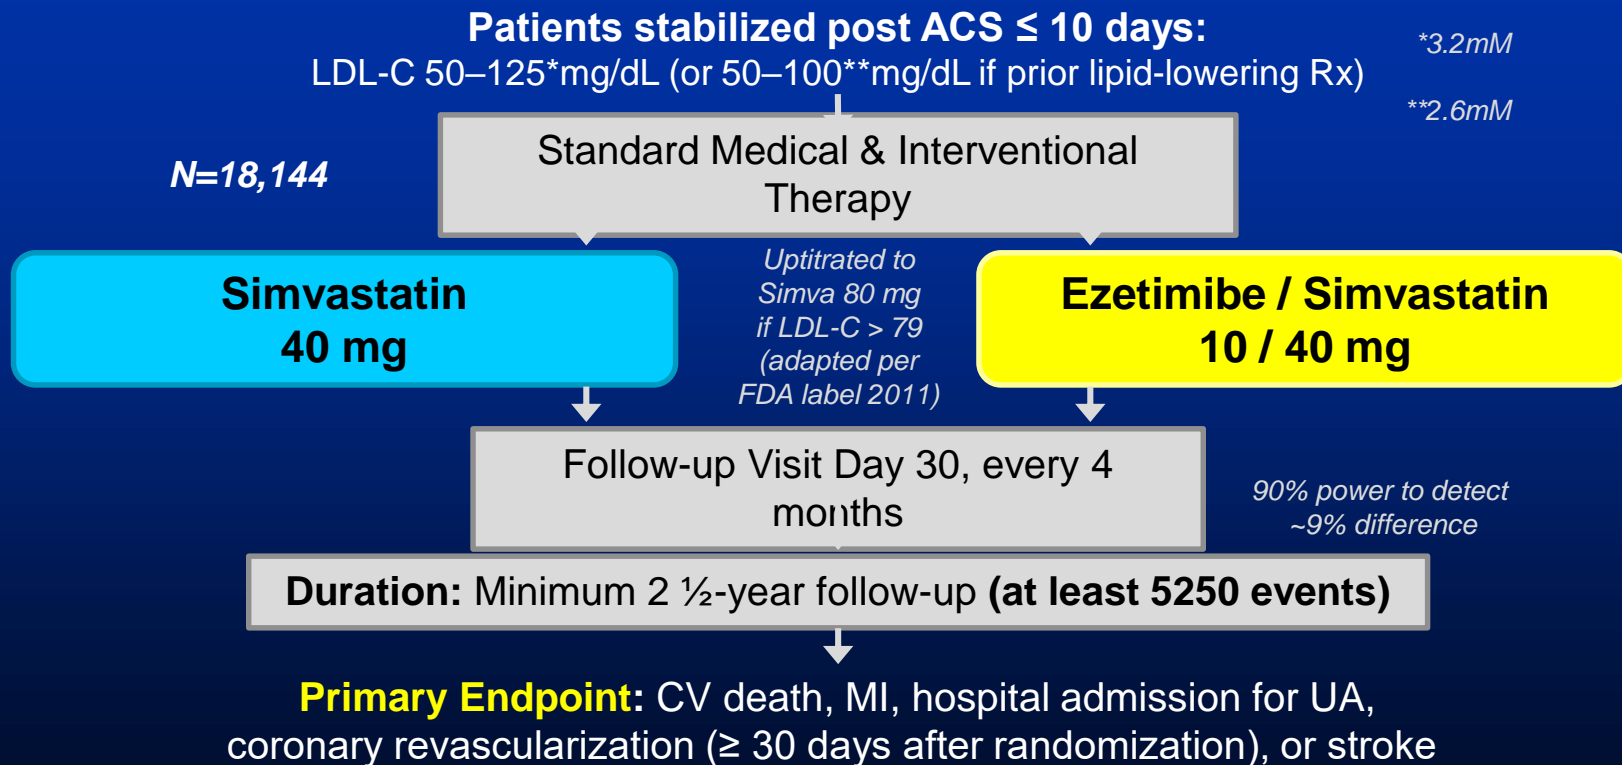 Patients stabilized post ACS ≤ 10 days:
LDL-C 50–125*mg/dL (or 50–100**mg/dL if prior lipid-lowering Rx)
*3.2mM
**2.6mM
Standard Medical & Interventional
Therapy
N=18,144
Simvastatin
40 mg
Uptitrated to
Simva 80 mg
if LDL-C > 79
(adapted per
FDA label 2011)
Ezetimibe / Simvastatin
10 / 40 mg
Follow-up Visit Day 30, every 4
months
90% power to detect
~9% difference
Duration: Minimum 2 ½-year follow-up (at least 5250 events)
Primary Endpoint: CV death, MI, hospital admission for UA,
coronary revascularization (≥ 30 days after randomization), or stroke